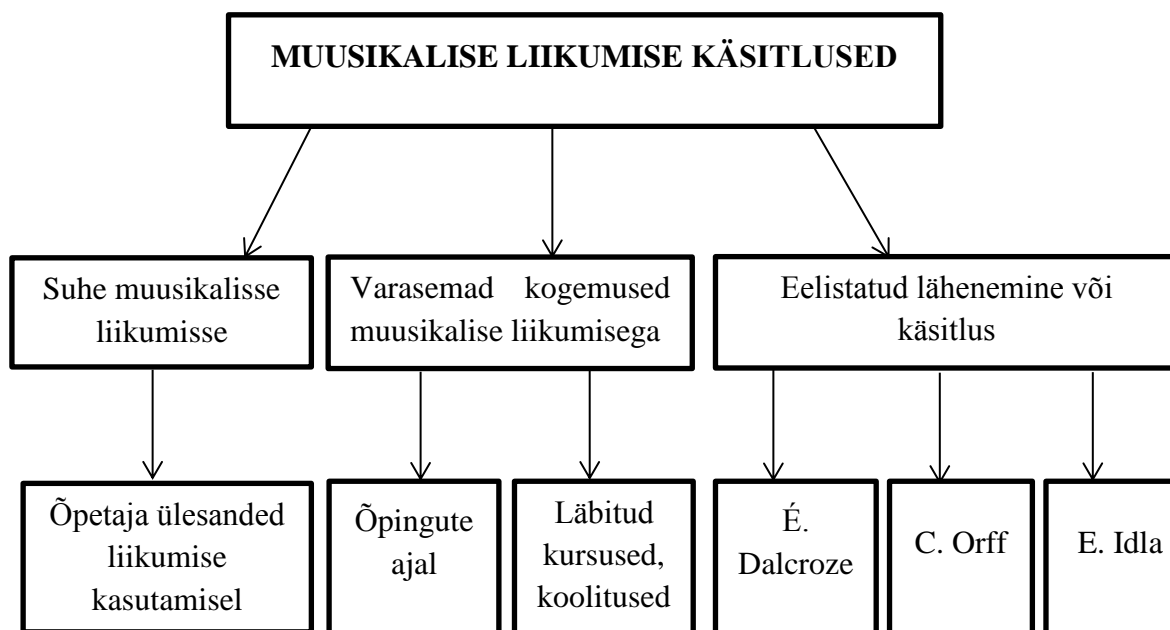 MUUSIKALISE LIIKUMISE KÄSITLUSED
Suhe muusikalisse
liikumisse
Varasemad kogemused
muusikalise liikumisega
Eelistatud lähenemine või
käsitlus
Õpetaja ülesanded
liikumise
kasutamisel
Õpingute
ajal
Läbitud
kursused,
koolitused
É.
Dalcroze
C. Orff
E. Idla